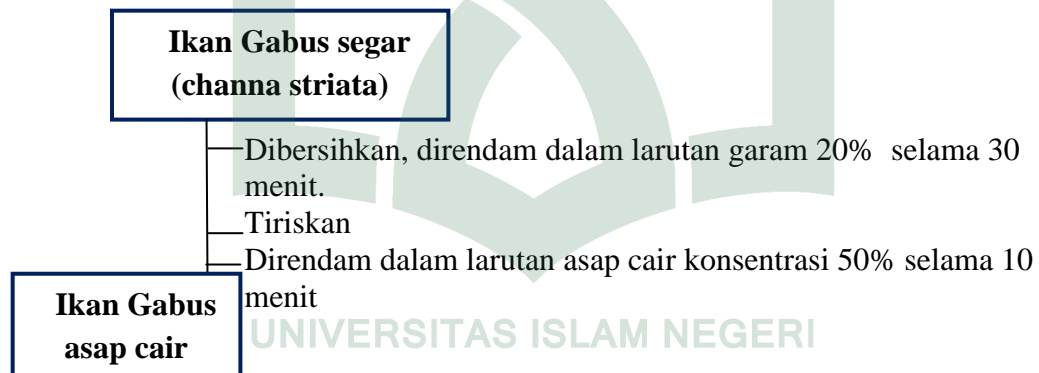 Ikan Gabus segar
(channa striata)
Dibersihkan, direndam dalam larutan garam 20% selama 30
menit.
Tiriskan
Direndam dalam larutan asap cair konsentrasi 50% selama 10
menit
Ikan Gabus
asap cair
UNIVERSITAS ISLAM NEGERI